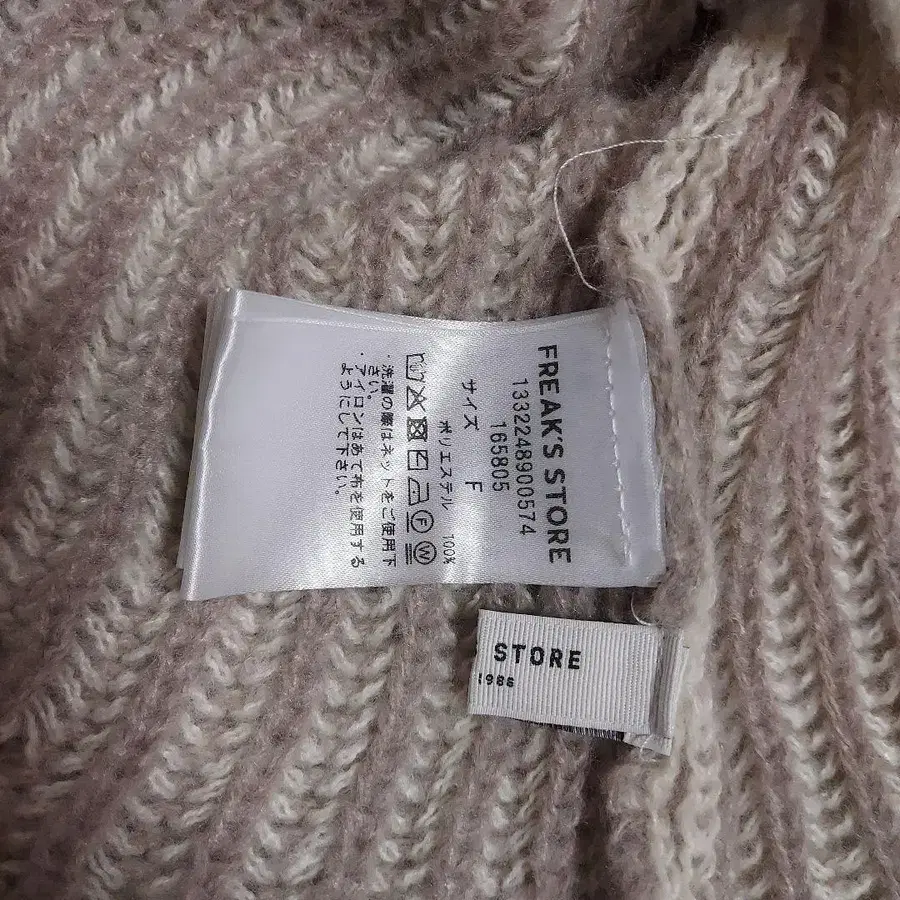 FREAK'S STORE
1332248900574
165805
サイズ F
ポリエステル 100%
F W
・洗濯の際はネットをご使用下
さい。
・アイロンはあて布を使用する
ようにして下さい。
STORE
1986